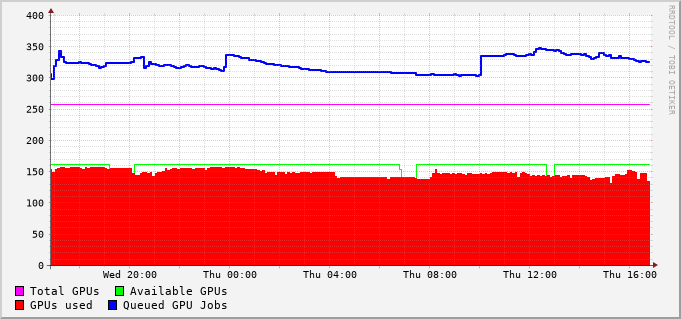 400
350
300
250
200
150
100
50
0
Wed 20:00 Thu 00:00 Thu 04:00 Thu 08:00 Thu 12:00 Thu 16:00
Total GPUs Available GPUs
GPUs used Queued GPU Jobs
RRDTOOL / TOBI OETIKER